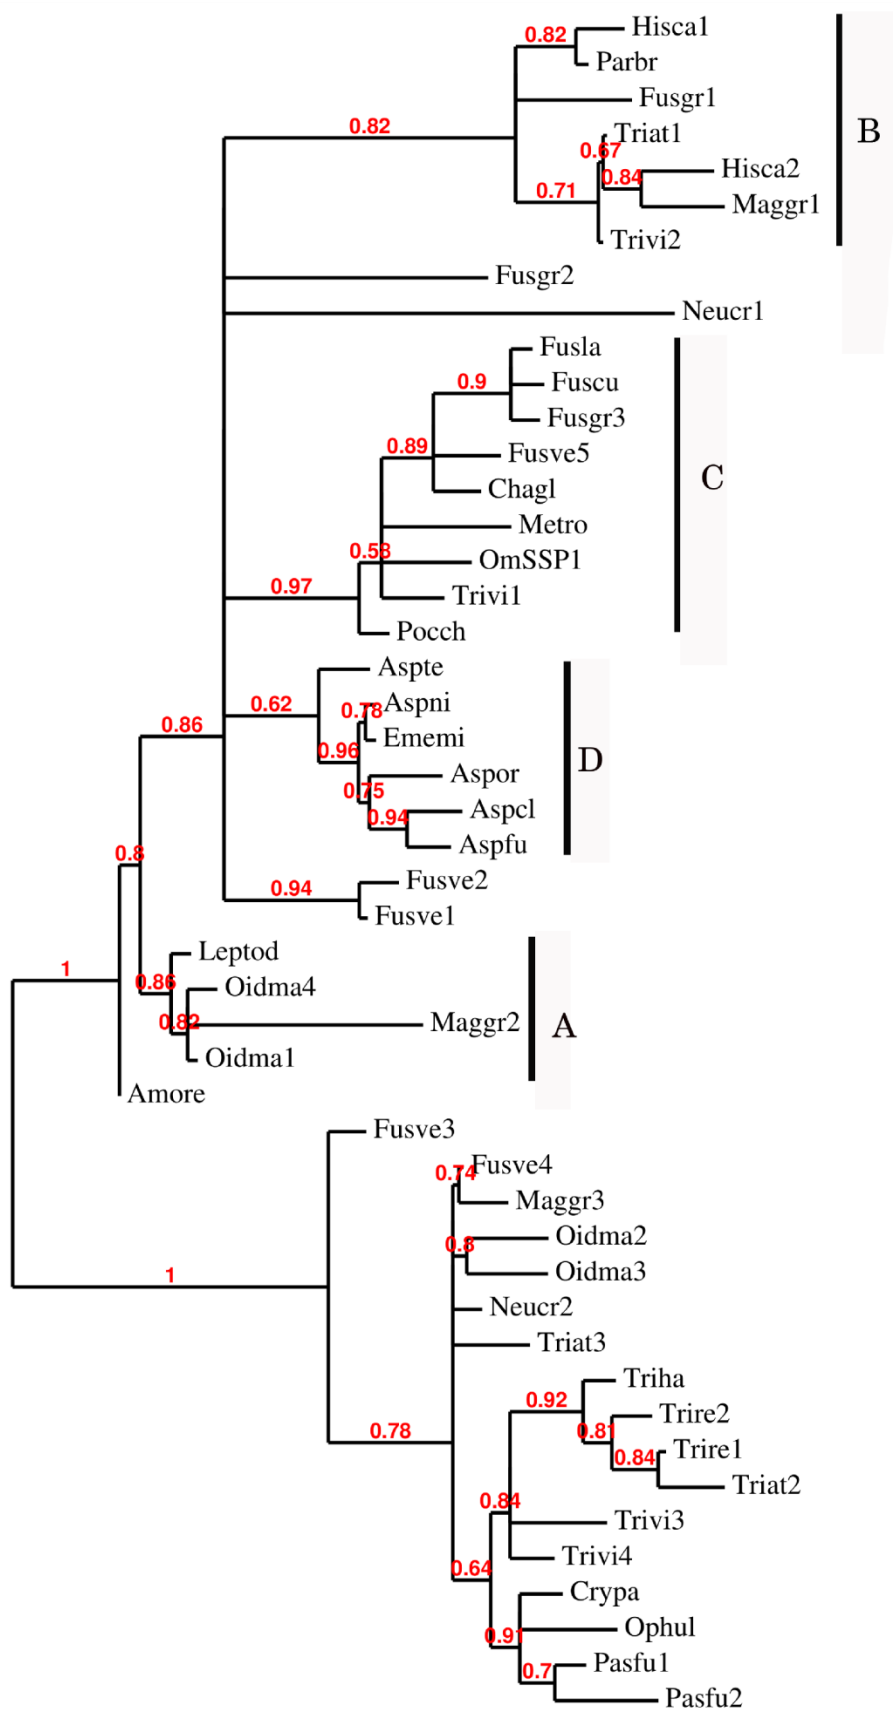 Hisca1
0.82
Parbr
Fusgr1
0.82
Triat1
B
0.67
Hisca2
0.84
0.71
Maggr1
Trivi2
Fusgr2
Neucr1
Fusla
0.9
Fuscu
Fusgr3
0.89
Fusve5
C
Chagl
Metro
0.58
OmSSP1
0.97
Trivi1
Pocch
Aspte
0.62
Aspni
0.78
0.86
Ememi
0.96
D
Aspor
0.75
Aspcl
0.94
Aspfu
0.8
Fusve2
0.94
Fusve1
Leptod
1
0.86
Oidma4
0.82
Maggr2
A
Oidma1
Amore
Fusve3
Fusve4
0.74
Maggr3
Oidma2
0.8
Oidma3
1
Neucr2
Triat3
Triha
0.92
Trire2
0.78
0.81
Trire1
0.84
Triat2
0.84
Trivi3
Trivi4
0.64
Crypa
Ophul
0.91
Pasfu1
0.7
Pasfu2